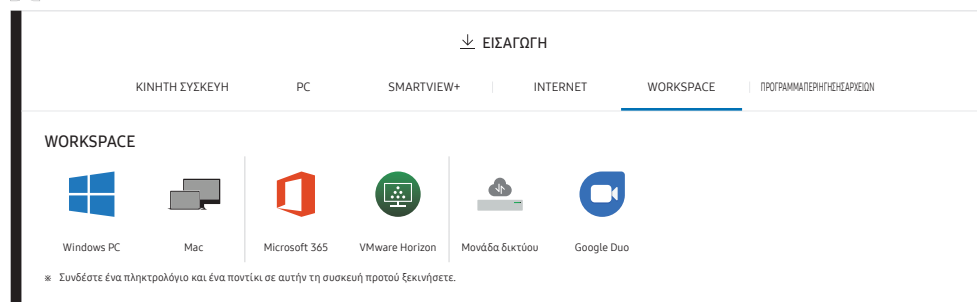 ΕΙΣΑΓΩΓΗ
ΚΙΝΗΤΗ ΣΥΣΚΕΥΗ PC SMARTVIEW+ INTERNET WORKSPACE ΠΡΟΓΡΑΜΜΑΠΕΡΙΗΓΗΣΗΣΑΡΧΕΙΩΝ
WORKSPACE
Windows PC Mac Microsoft 365 VMware Horizon Μονάδα δικτύου Google Duo
※ Συνδέστε ένα πληκτρολόγιο και ένα ποντίκι σε αυτήν τη συσκευή προτού ξεκινήσετε.